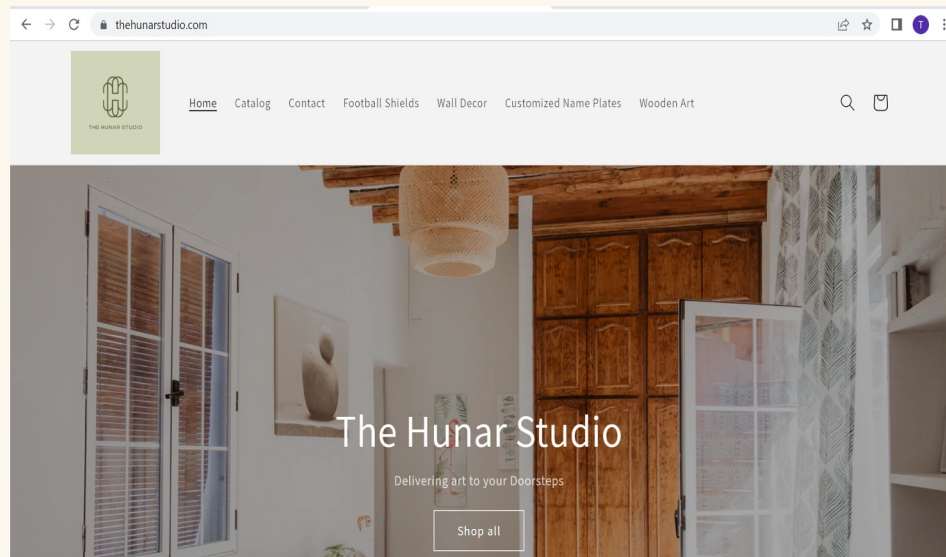 thehunarstudio.com
T
THE HUNAR STUDIO
Home Catalog Contact Football Shields Wall Decor Customized Name Plates Wooden Art
The Hunar Studio
Delivering art to your Doorsteps
Shop all